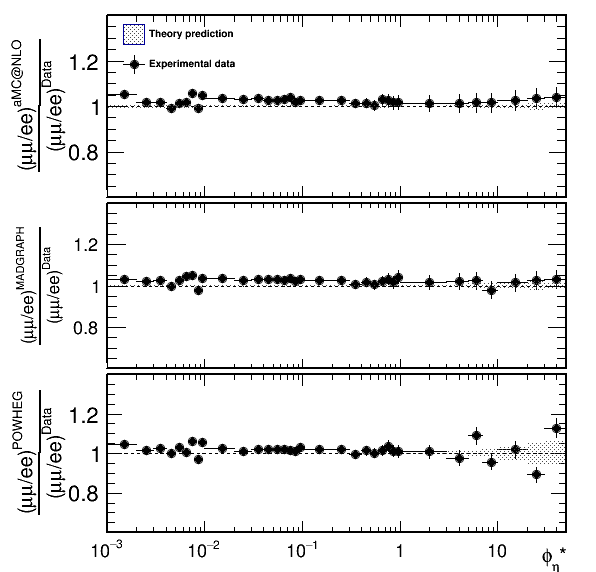 Theory prediction
Experimental data
(μμ/ee)^aMC@NLO
(μμ/ee)^Data
1.2
1
0.8
(μμ/ee)^MADGRAPH
(μμ/ee)^Data
1.2
1
0.8
(μμ/ee)^POWHEG
(μμ/ee)^Data
1.2
1
0.8
10⁻³ 10⁻² 10⁻¹ 1 10
ϕη*